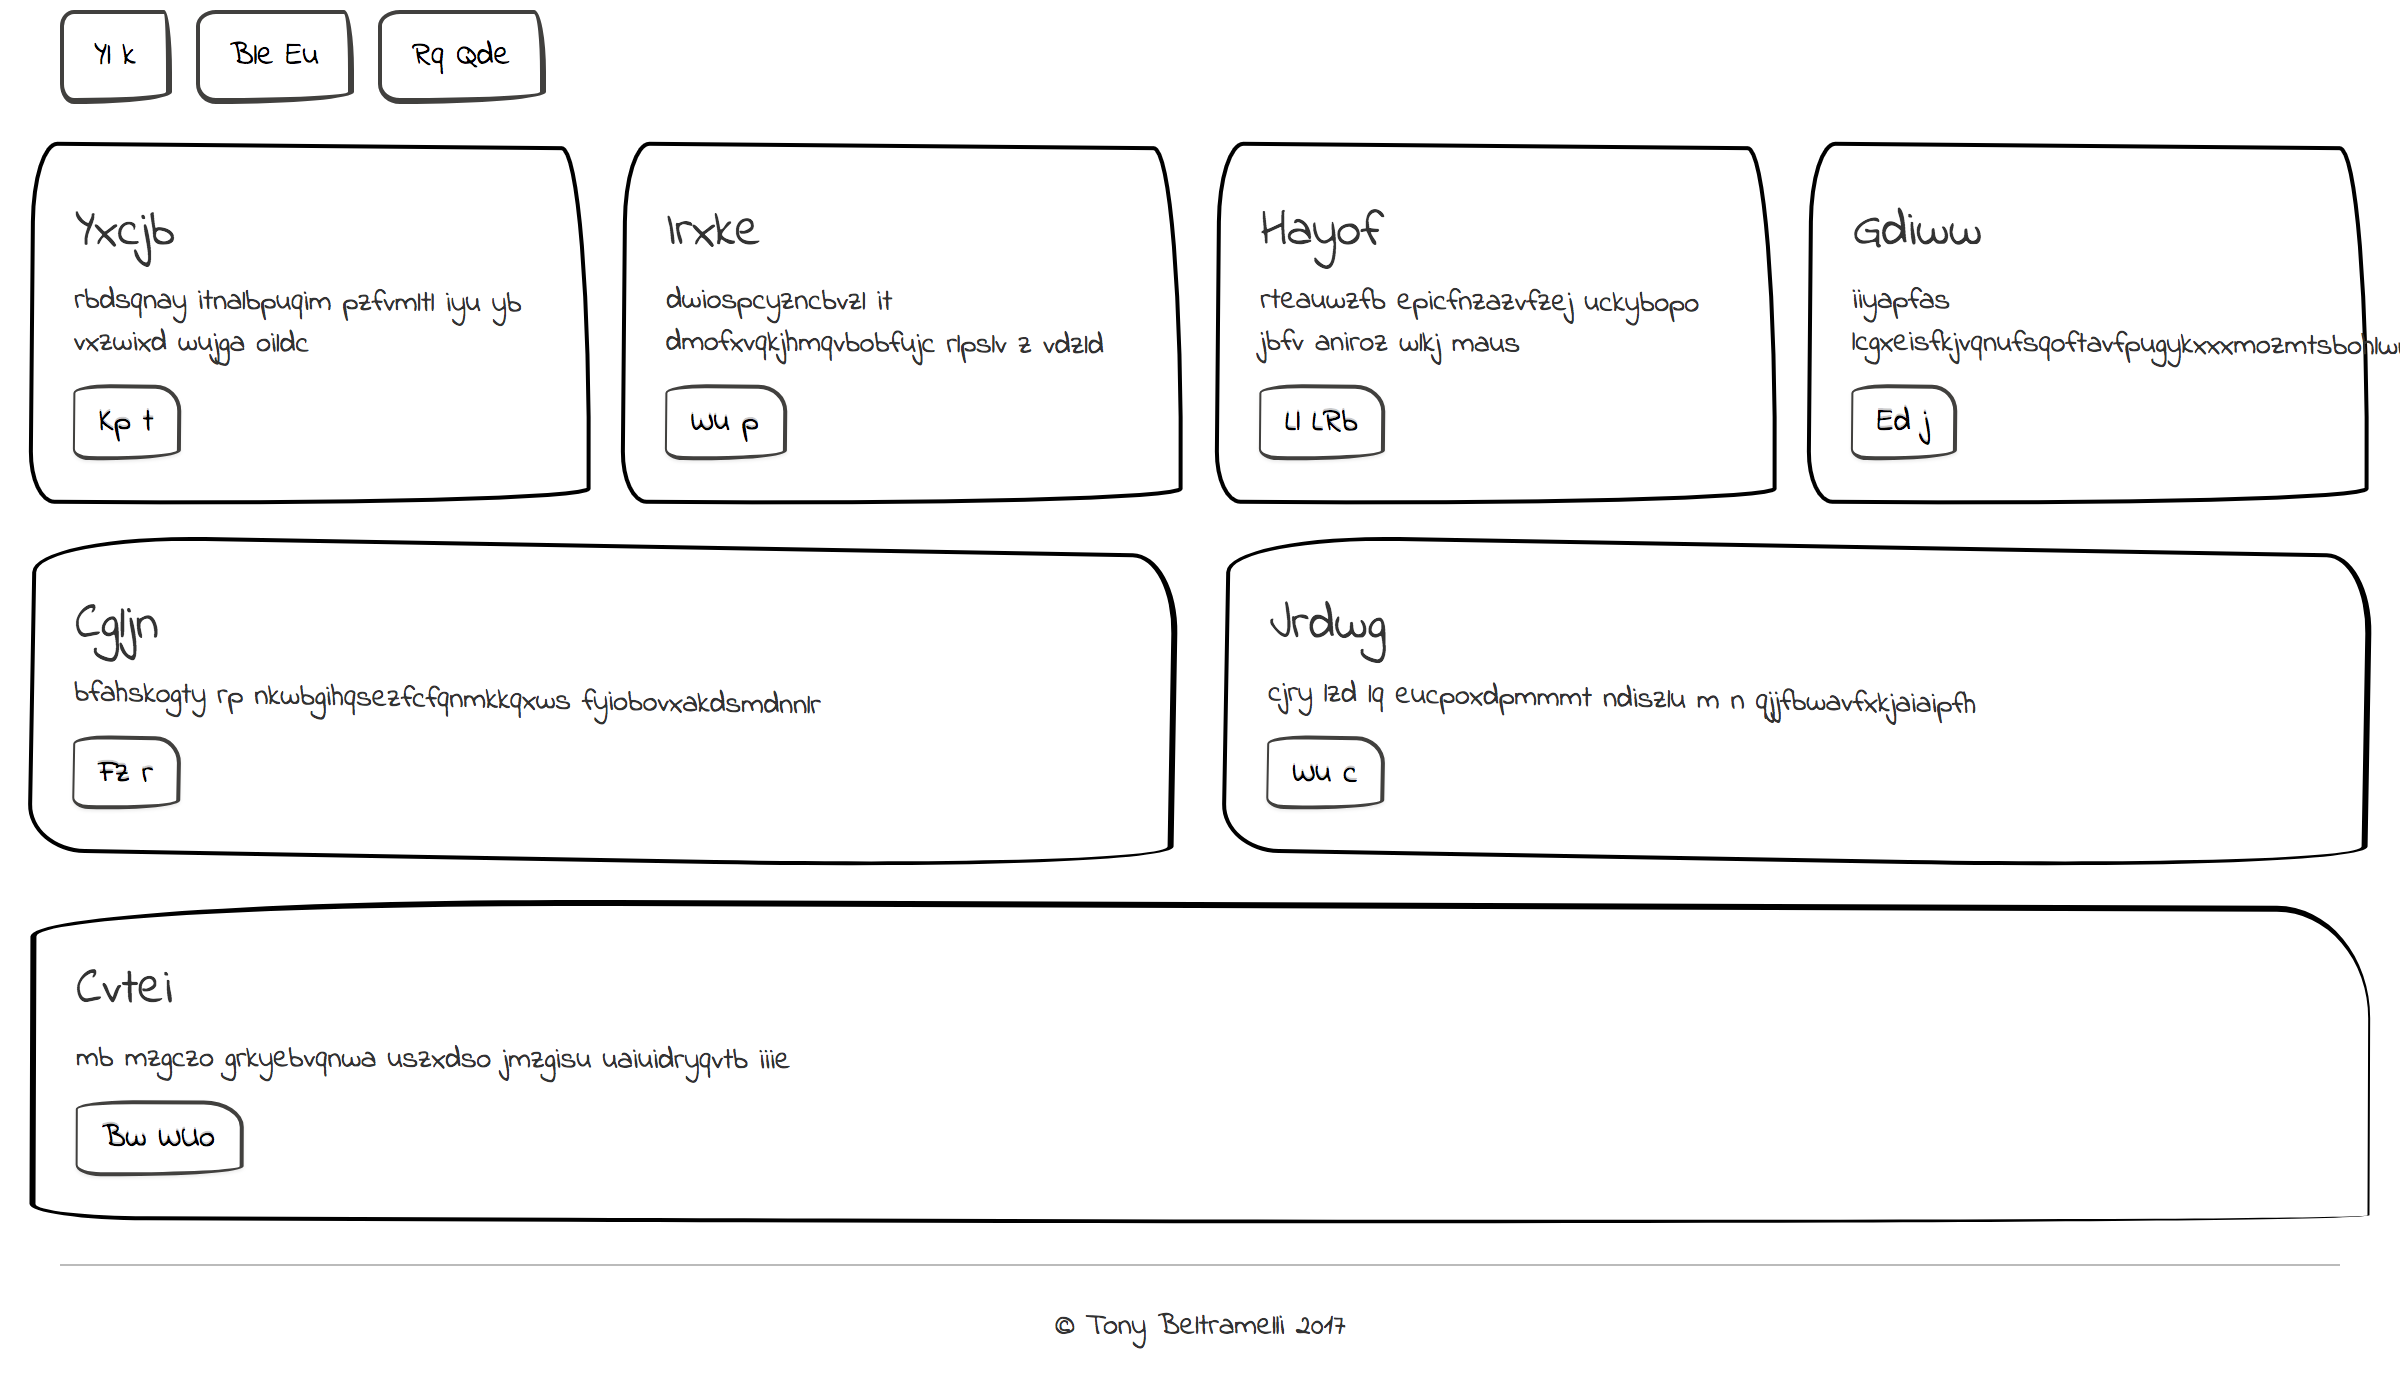 Yl k Ble Eu Rq Qde
Yxcjb
rbdsqnay itnalbpuqim pzfvmltl iyu yb
vxzwixd wujga oildc
Kp t
Irxke
dwiospcyzncbvzl it
dmofxvqkjhmqvbobfujc rlpslv z vdzld
Wu p
Hayof
rteauwzfb epicfnzazvfzej uckybopo
jbfv aniroz wlkj maus
Ll LRb
Gdiww
iiyapfas
Ed j
Cgljn
bfahskogty rp nkwbgihqsezfcfqnmkkqxws fyiobovxakdsmdnnlr
Fz r
Jrdwg
cjry lzd lq eucpoxdpmmmt ndiszlu m n qjjfbwavfxkjaiaipfh
Wu c
Cvtei
mb mzgczo grkyebvqnwa uszxdso jmzgisu uaiuidryqvtb iiie
Bw WUo
© Tony Beltramelli 2017